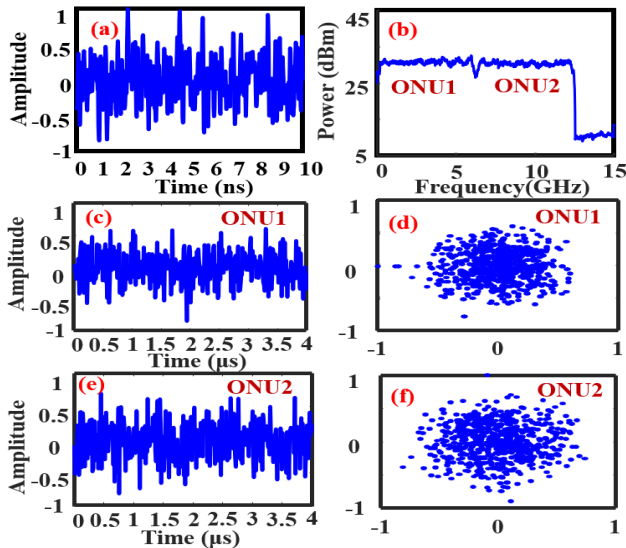 (a)
Amplitude
1
0.5
0
-0.5
-1
0 1 2 3 4 5 6 7 8 9 10
Time (ns)
(b)
Power (dBm)
45
32
31
5
ONU1 ONU2
0 5 10 15
Frequency(GHz)
(c) ONU1
Amplitude
1
0.5
0
0.5
-1
0 0.5 1 1.5 2 2.5 3 3.5 4
Time (µs)
(d) ONU1
1
0
-1
-1 0 1
(e) ONU2
Amplitude
1
0.5
0
-0.5
-1
0 0.5 1 1.5 2 2.5 3 3.5 4
Time (µs)
(f) ONU2
1
0
-1
-1 0 1